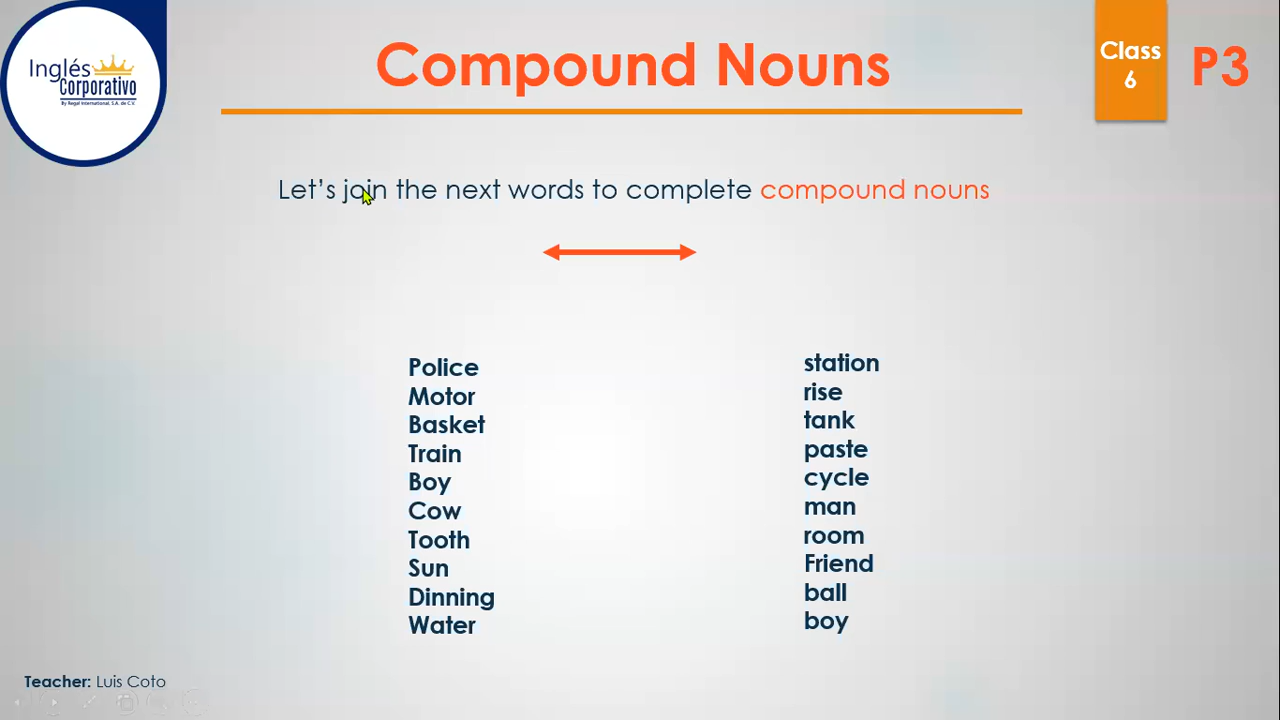 Inglés
Corporativo
By Regal International, S.A. de C.V.
Compound Nouns
Class
6
P3
Let's join the next words to complete compound nouns
Police
Motor
Basket
Train
Boy
Cow
Tooth
Sun
Dinning
Water
station
rise
tank
paste
cycle
man
room
Friend
ball
boy
Teacher: Luis Coto